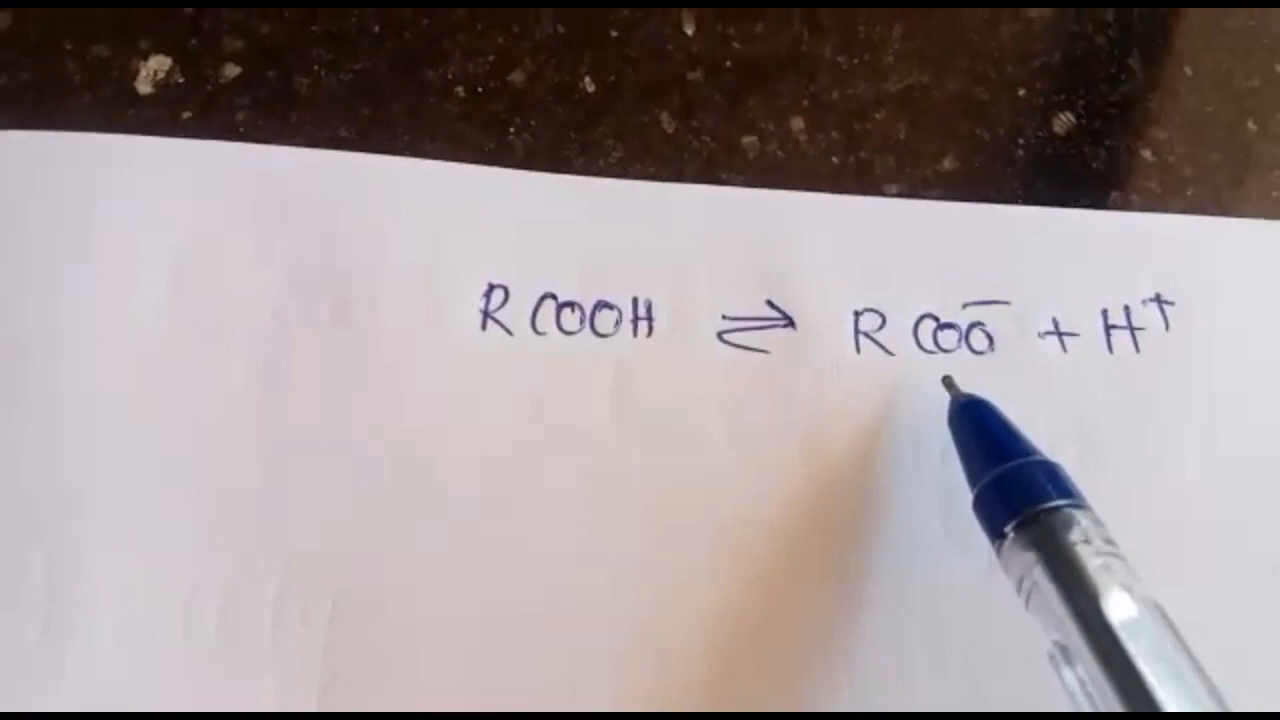 RCOOH ⇌ RCOO⁻ + H⁺